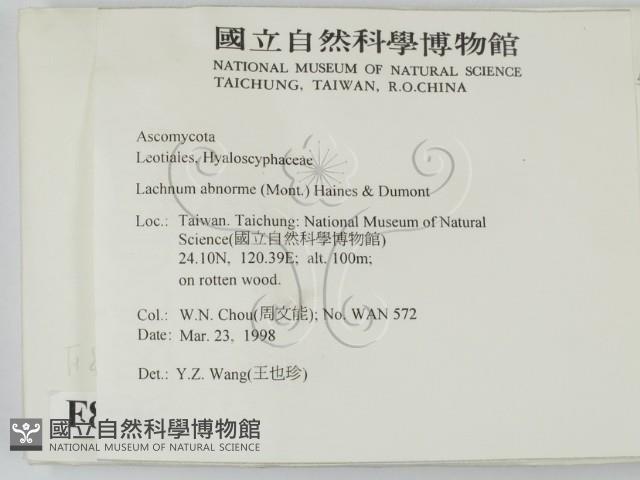 國立自然科學博物館
NATIONAL MUSEUM OF NATURAL SCIENCE
TAICHUNG, TAIWAN, R.O.CHINA
Ascomycota
Leotiales, Hyaloscyphaceae
Lachnum abnorme (Mont.) Haines & Dumont
Loc.: Taiwan. Taichung: National Museum of Natural
Science(國立自然科學博物館)
24.10N, 120.39E; alt. 100m;
on rotten wood.
Col.: W.N. Chou(周文能); No. WAN 572
Date: Mar. 23, 1998
Det.: Y.Z. Wang(王也珍)
國立自然科學博物館
NATIONAL MUSEUM OF NATURAL SCIENCE